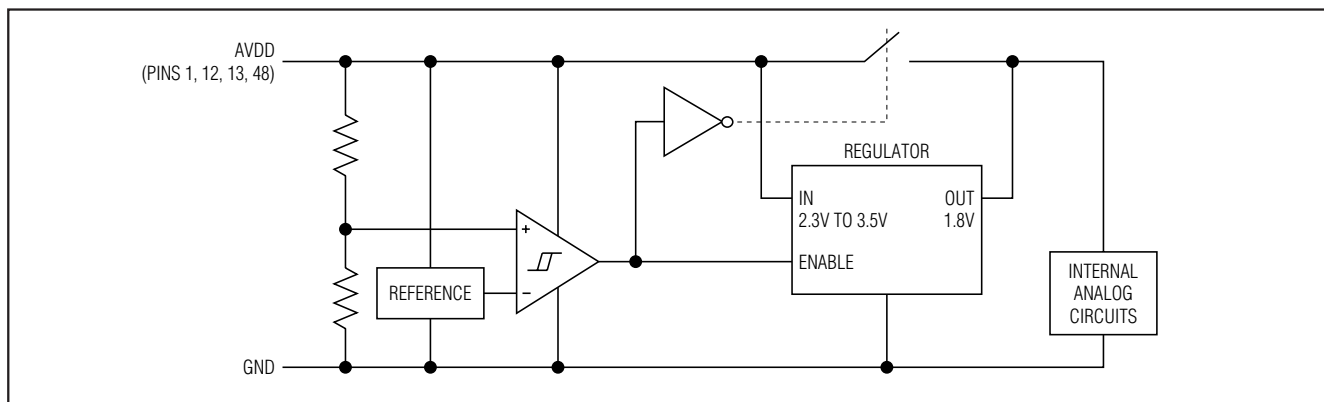 AVDD
(PINS 1, 12, 13, 48)
REGULATOR
IN
2.3V TO 3.5V
OUT
1.8V
+
ENABLE
REFERENCE
−
INTERNAL
ANALOG
CIRCUITS
GND